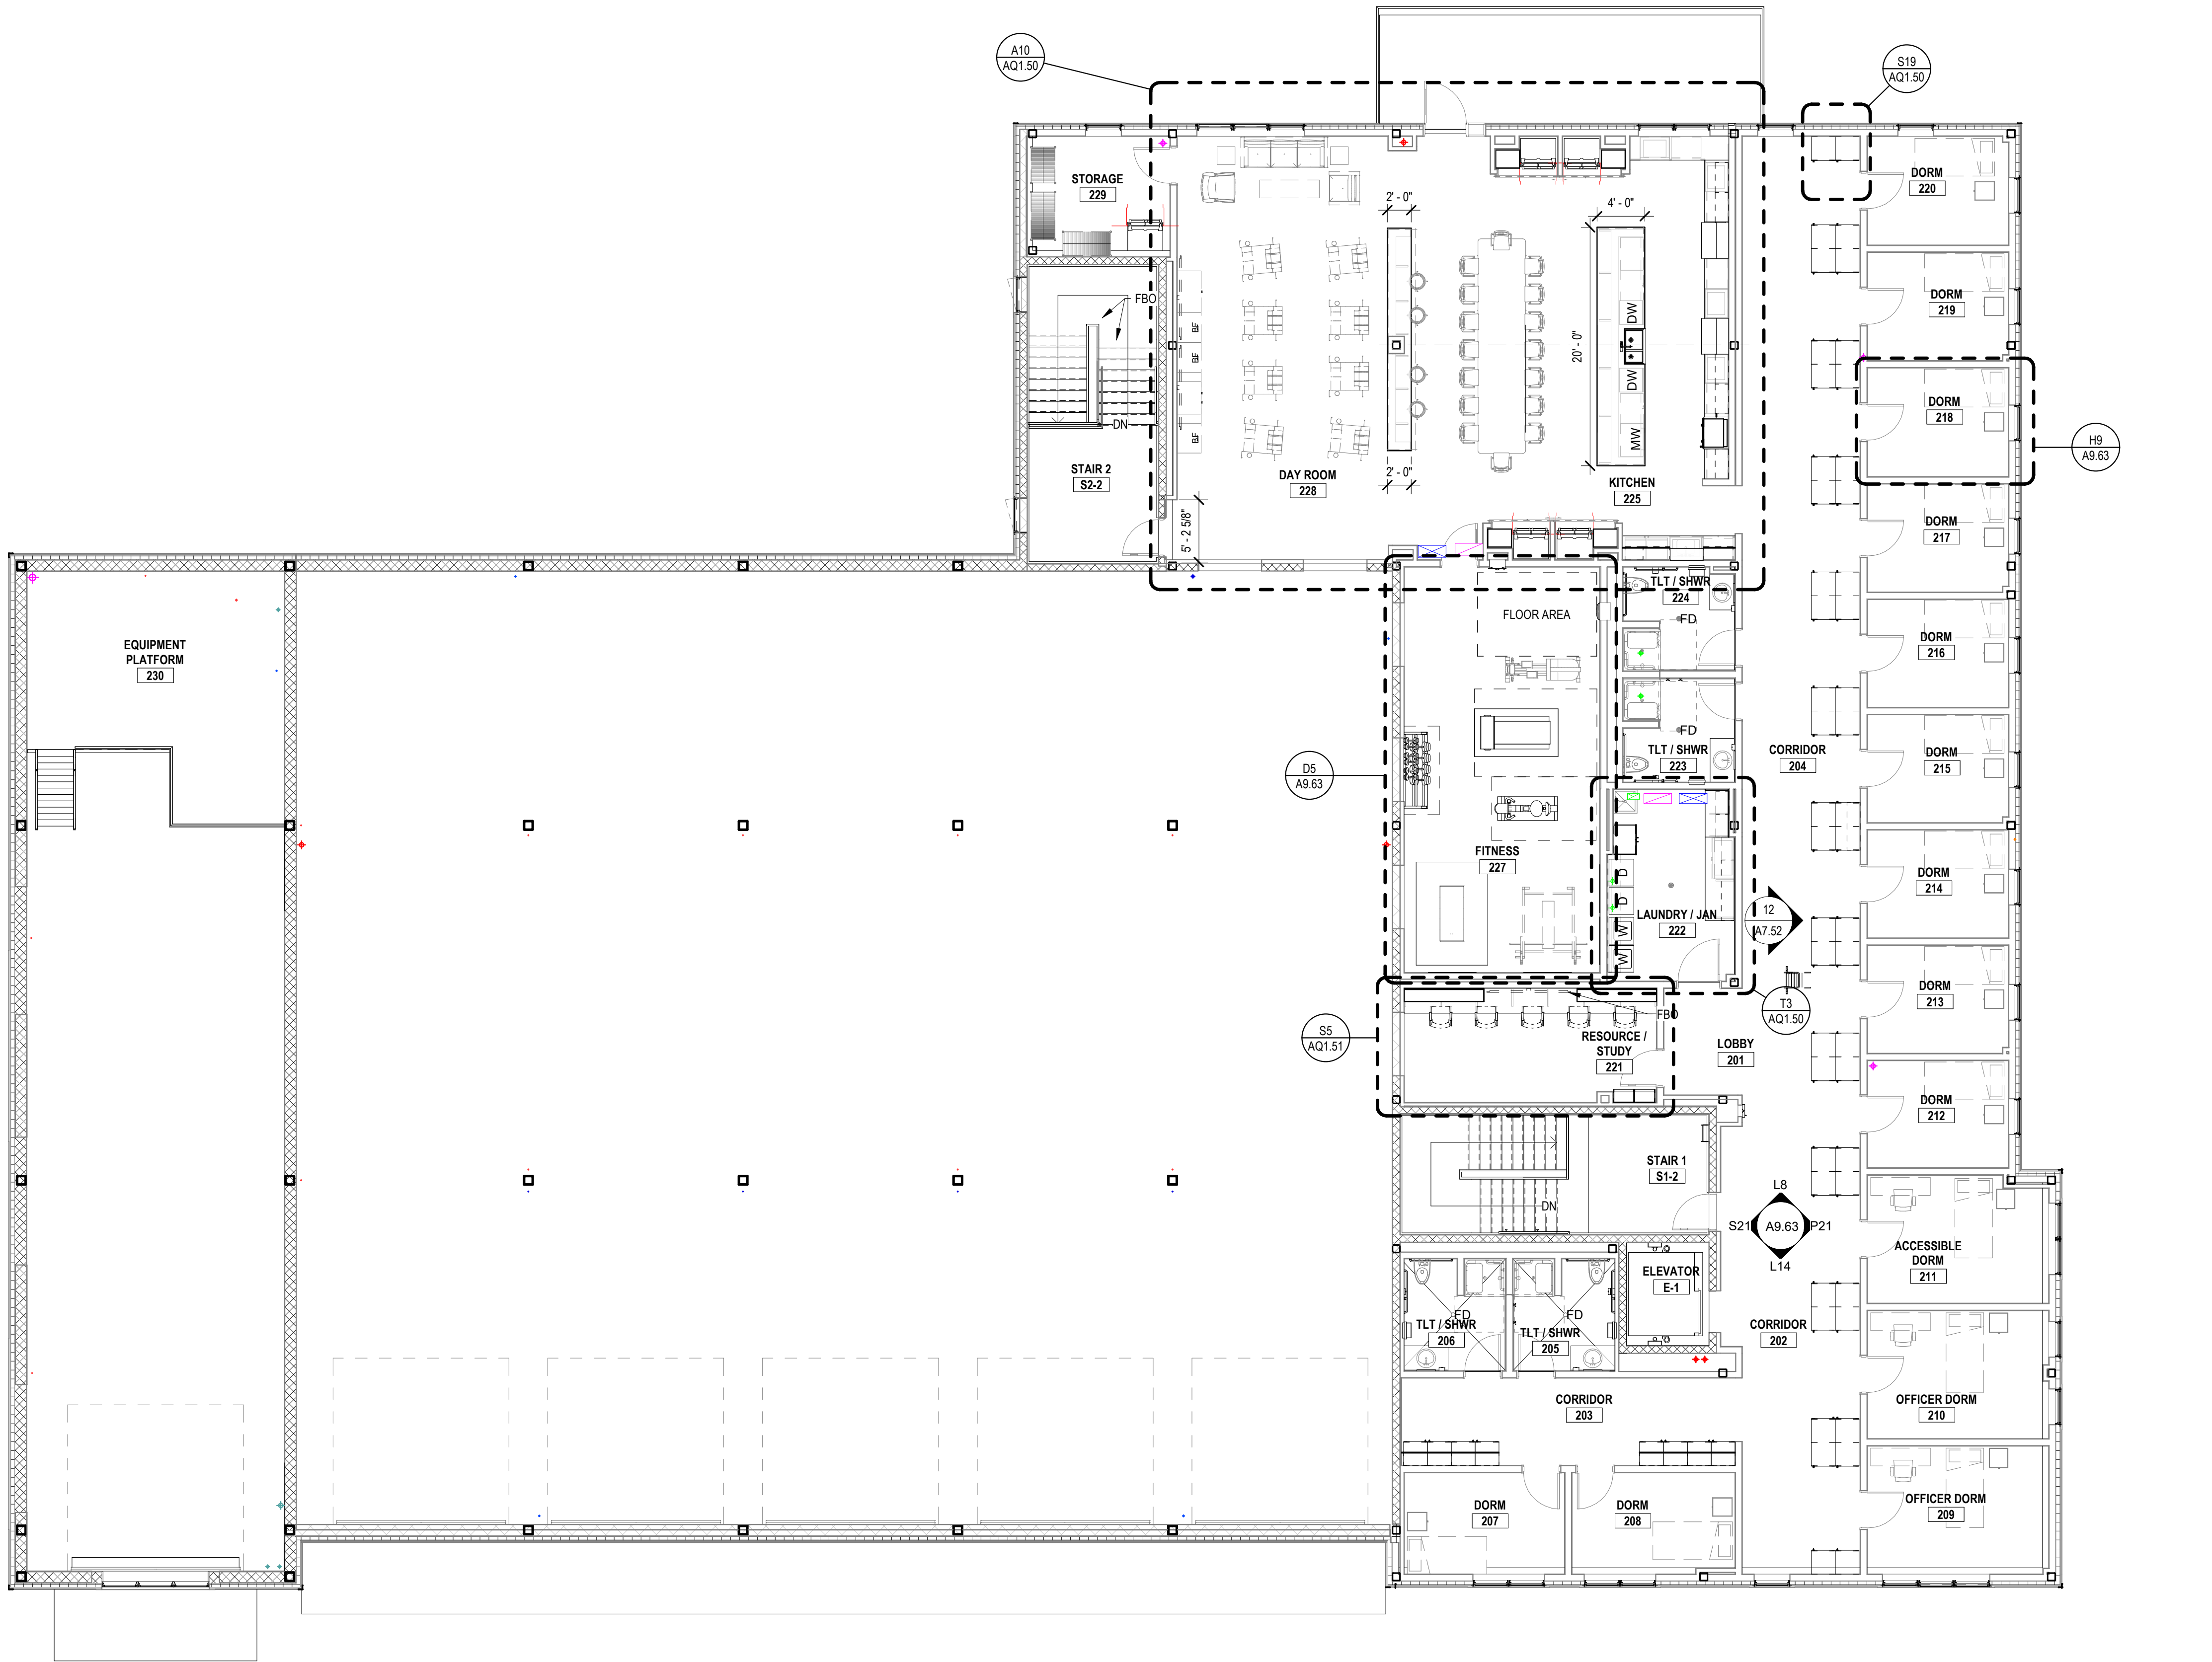 A10
AQ1.50
S19
AQ1.50
STORAGE
229
DORM
220
2' - 0"
4' - 0"
FBO
DORM
219
RF
RF
RF
20' - 0"
DW
DW
MW
DN
DORM
218
H9
A9.63
STAIR 2
S2-2
DAY ROOM
228
2' - 0"
KITCHEN
225
5' - 2 5/8"
DORM
217
TLT / SHWR
224
FLOOR AREA
FD
EQUIPMENT
PLATFORM
230
DORM
216
FD
TLT / SHWR
223
CORRIDOR
204
DORM
215
D5
A9.63
FITNESS
227
D
D
W
W
LAUNDRY / JAN
222
12
A7.52
DORM
214
DORM
213
T3
AQ1.50
FBO
S5
AQ1.51
RESOURCE /
STUDY
221
LOBBY
201
DORM
212
STAIR 1
S1-2
DN
L8
S21
A9.63
P21
L14
ACCESSIBLE
DORM
211
ELEVATOR
E-1
FD
FD
TLT / SHWR
206
TLT / SHWR
205
CORRIDOR
202
CORRIDOR
203
OFFICER DORM
210
DORM
207
DORM
208
OFFICER DORM
209